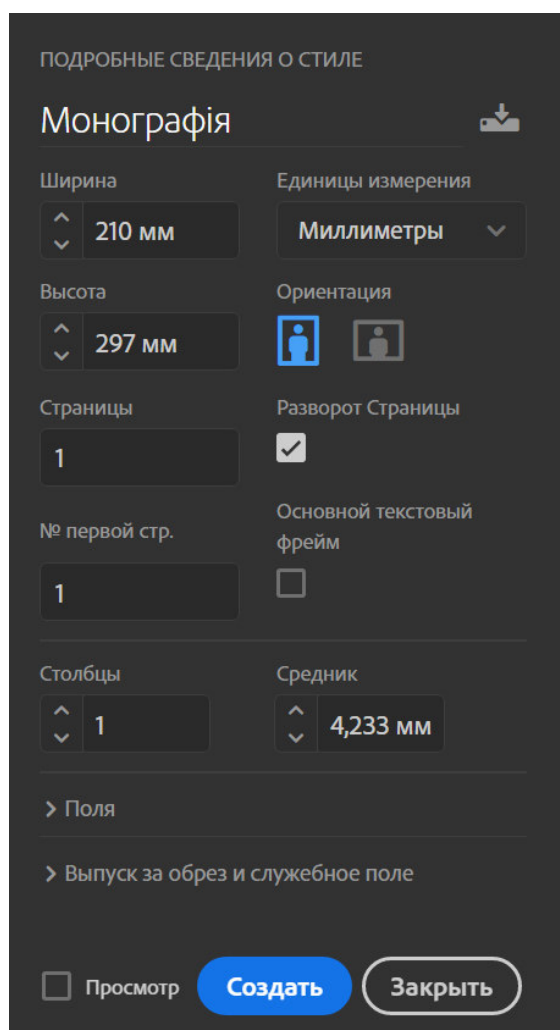 ПОДРОБНЫЕ СВЕДЕНИЯ О СТИЛЕ
Монографія
Ширина
Единицы измерения
210 мм
Миллиметры
Высота
Ориентация
297 мм
Страницы
Разворот Страницы
1
№ первой стр.
Основной текстовый
фрейм
1
Столбцы
Средник
1
4,233 мм
Поля
Выпуск за обрез и служебное поле
Просмотр
Создать
Закрыть